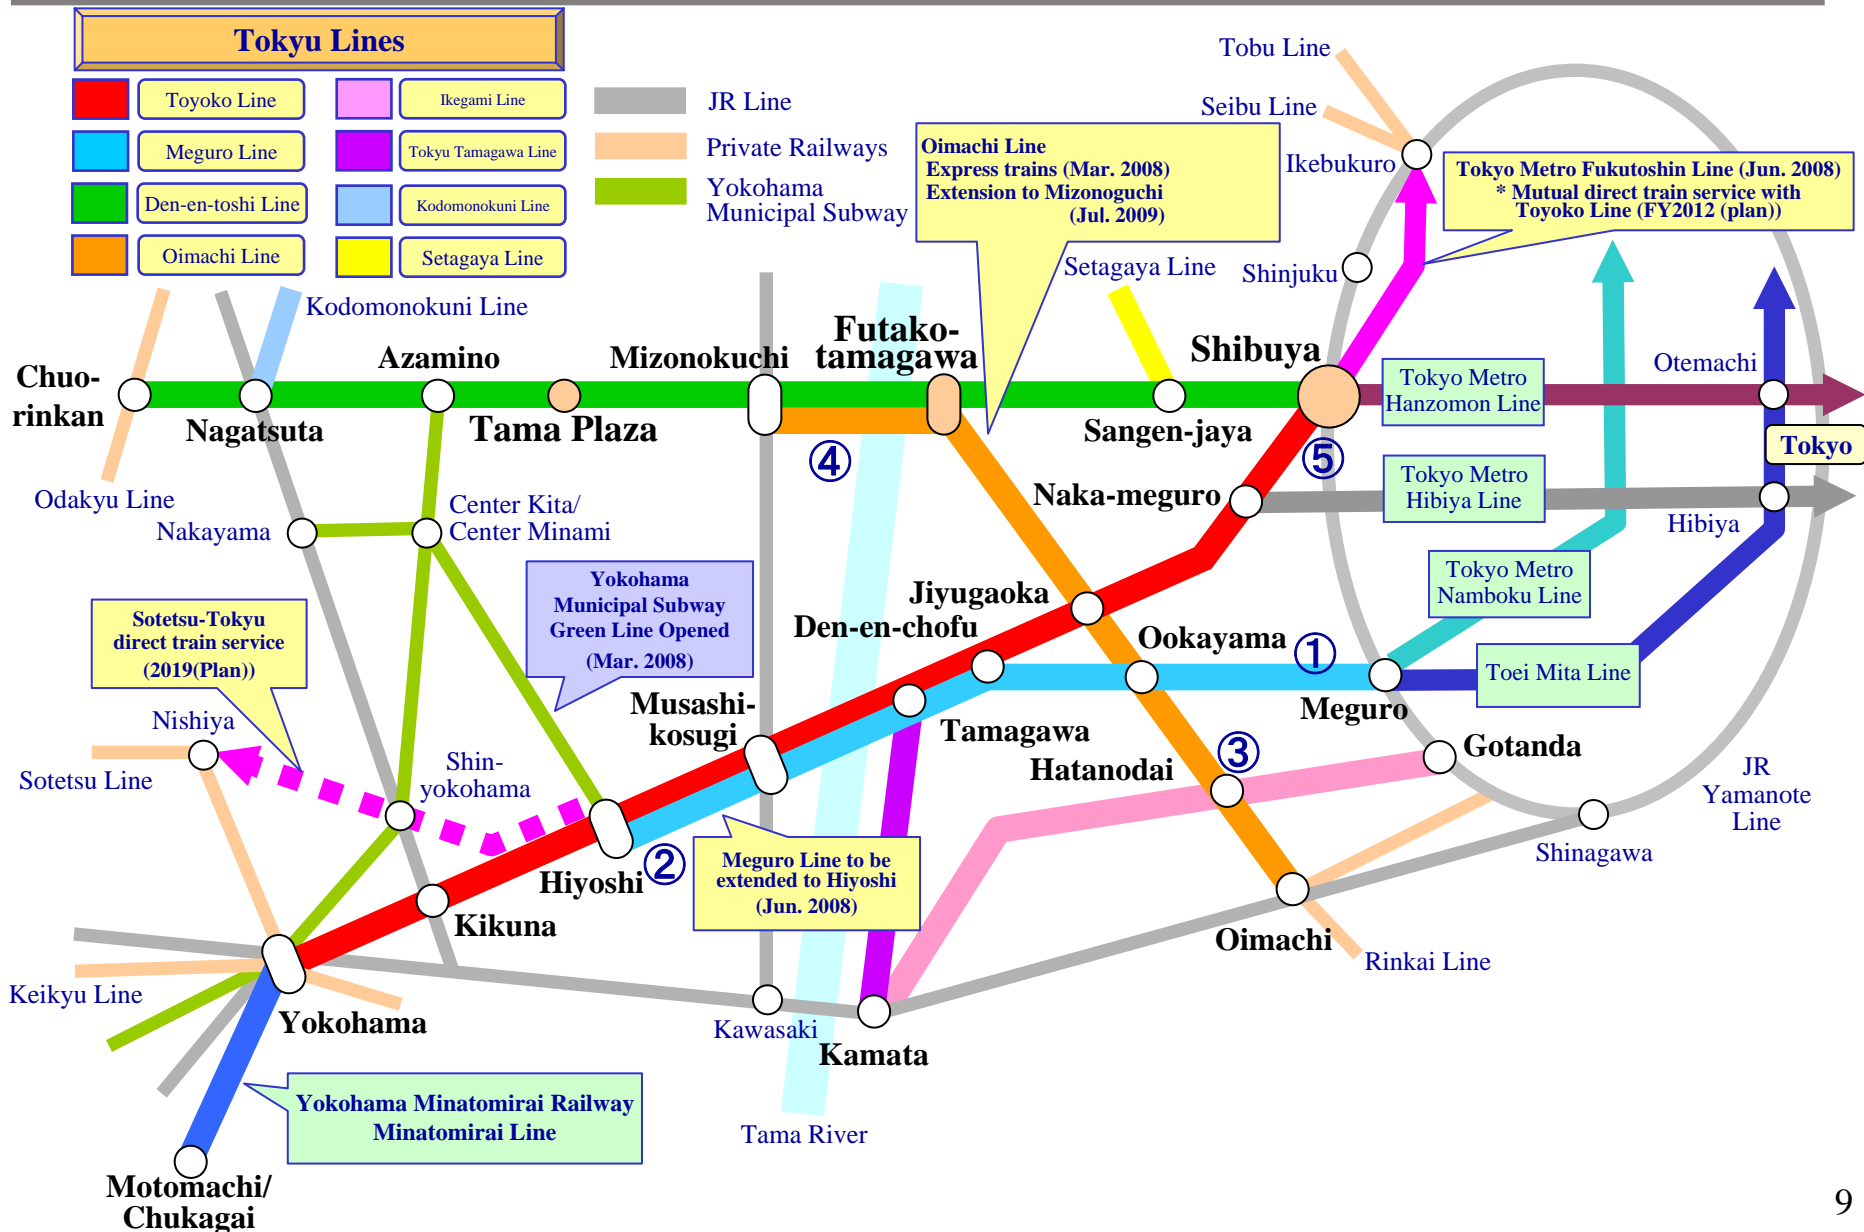 Tokyu Lines
Toyoko Line
Meguro Line
Den-en-toshi Line
Oimachi Line
Ikegami Line
Tokyu Tamagawa Line
Kodomonokuni Line
Setagaya Line
JR Line
Private Railways
Yokohama
Municipal Subway
Oimachi Line
Express trains (Mar. 2008)
Extension to Mizonoguchi
(Jul. 2009)
Tobu Line
Seibu Line
Ikebukuro
Tokyo Metro Fukutoshin Line (Jun. 2008)
* Mutual direct train service with
Toyoko Line (FY2012 (plan))
Shinjuku
Setagaya Line
Kodomonokuni Line
Chuo-
rinkan
Nagatsuta
Azamino
Tama Plaza
Mizonokuchi
Futako-
tamagawa
Sangen-jaya
Shibuya
Tokyo Metro
Hanzomon Line
Otemachi
Tokyo
④
⑤
Odakyu Line
Nakayama
Center Kita/
Center Minami
Naka-meguro
Tokyo Metro
Hibiya Line
Hibiya
Yokohama
Municipal Subway
Green Line Opened
(Mar. 2008)
Sotetsu-Tokyu
direct train service
(2019(Plan))
Jiyugaoka
Den-en-chofu
Ookayama
①
Tokyo Metro
Namboku Line
Toei Mita Line
Meguro
Nishiya
Sotetsu Line
Shin-
yokohama
Musashi-
kosugi
Tamagawa
Hatanodai
③
Gotanda
JR
Yamanote
Line
Shinagawa
Hiyoshi
②
Meguro Line to be
extended to Hiyoshi
(Jun. 2008)
Kikuna
Oimachi
Rinkai Line
Keikyu Line
Yokohama
Kawasaki
Kamata
Yokohama Minatomirai Railway
Minatomirai Line
Tama River
Motomachi/
Chukagai
9